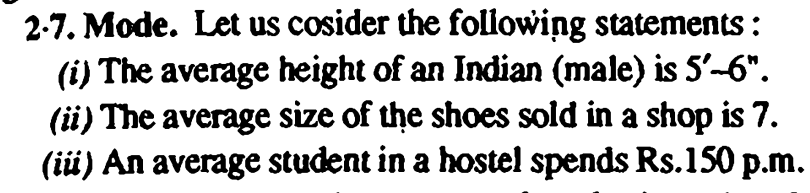 2·7. Mode. Let us cosider the following statements :
(i) The average height of an Indian (male) is 5′–6″.
(ii) The average size of the shoes sold in a shop is 7.
(iii) An average student in a hostel spends Rs.150 p.m.